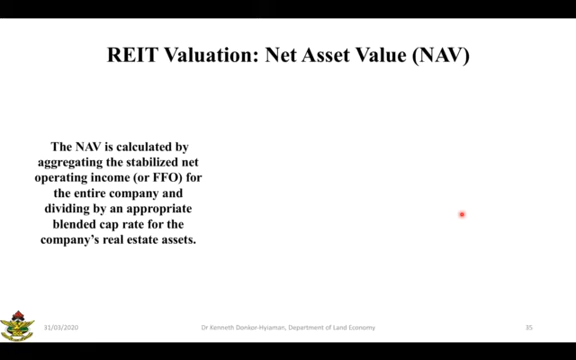 REIT Valuation: Net Asset Value (NAV)
The NAV is calculated by
aggregating the stabilized net
operating income (or FFO) for
the entire company and
dividing by an appropriate
blended cap rate for the
company's real estate assets.
31/03/2020
Dr Kenneth Donkor-Hyiaman, Department of Land Economy
35